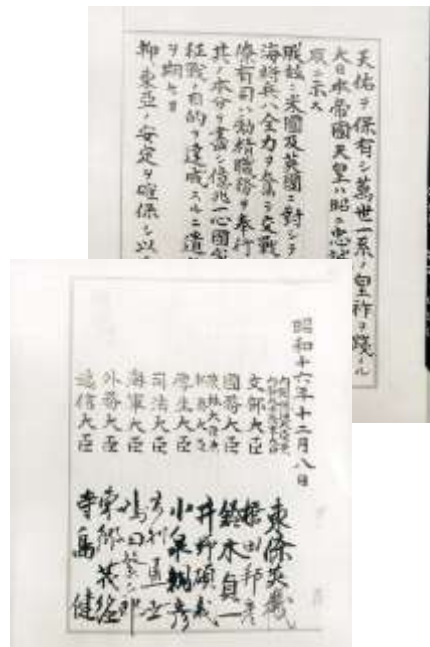 天佑ヲ保有シ萬世一系ノ皇祚ヲ踐メル
大日本帝國天皇ハ昭ニ忠誠
ニ示ス
朕茲ニ米國及英國ニ對シテ
海將兵ハ全力ヲ奮テ交戰
僚有司ハ勵精職務ヲ奉行
其ノ本分ヲ盡シ億兆一心國
征戰ノ目的ヲ達成スルニ遺
ヲ期セヨ
抑東亞ノ安定ヲ確保シ以
昭和十六年十二月八日
東條英機
文部大臣 橋田邦彦
國務大臣 鈴木貞一
農林大臣 井野碩哉
厚生大臣 小泉親彦
司法大臣 岩村通世
海軍大臣 嶋田繁太郎
外務大臣 東郷茂德
遞信大臣 寺島健